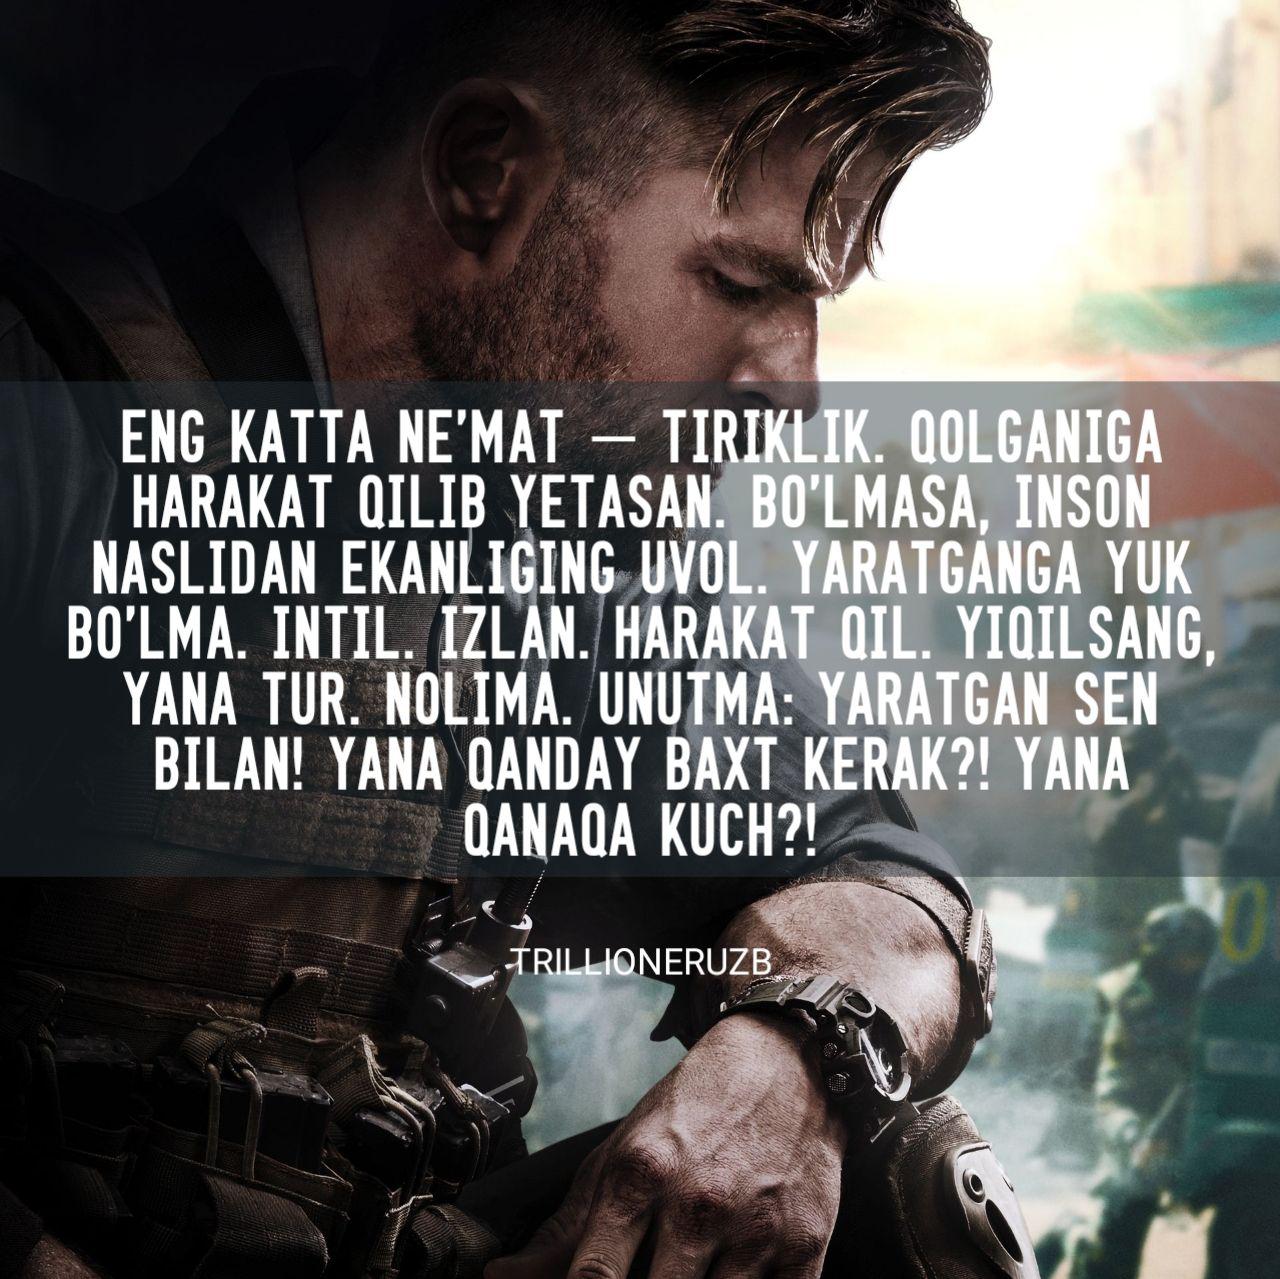 ENG KATTA NE'MAT — TIRIKLIK. QOLGANIGA
HARAKAT QILIB YETASAN. BO'LMASA, INSON
NASLIDAN EKANLIGING UVOL. YARATGANGA YUK
BO'LMA. INTIL. IZLAN. HARAKAT QIL. YIQILSANG,
YANA TUR. NOLIMA. UNUTMA: YARATGAN SEN
BILAN! YANA QANDAY BAXT KERAK?! YANA
QANAQA KUCH?!
TRILLIONERUZB